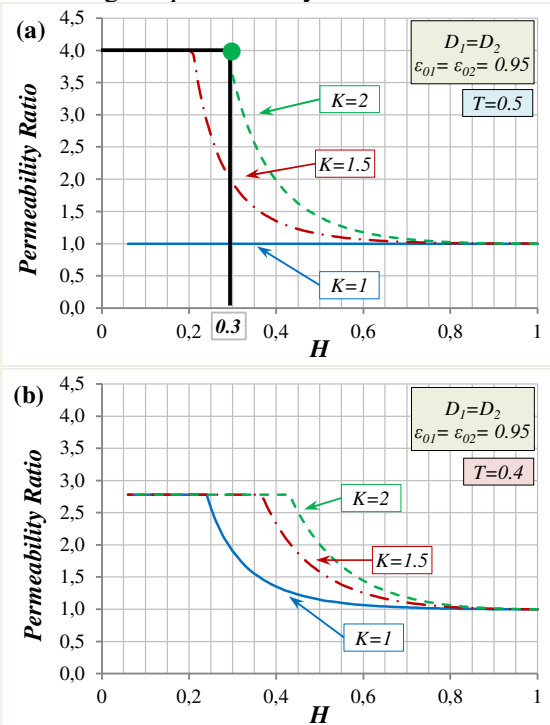 (a)
4,5
4,0
3,5
3,0
2,5
2,0
1,5
1,0
0,5
0,0
Permeability Ratio
D1=D2
ε01= ε02= 0.95
T=0.5
K=2
K=1.5
K=1
0
0,2
0.3
0,4
0,6
0,8
1
H
(b)
4,5
4,0
3,5
3,0
2,5
2,0
1,5
1,0
0,5
0,0
Permeability Ratio
D1=D2
ε01= ε02= 0.95
T=0.4
K=2
K=1.5
K=1
0
0,2
0,4
0,6
0,8
1
H